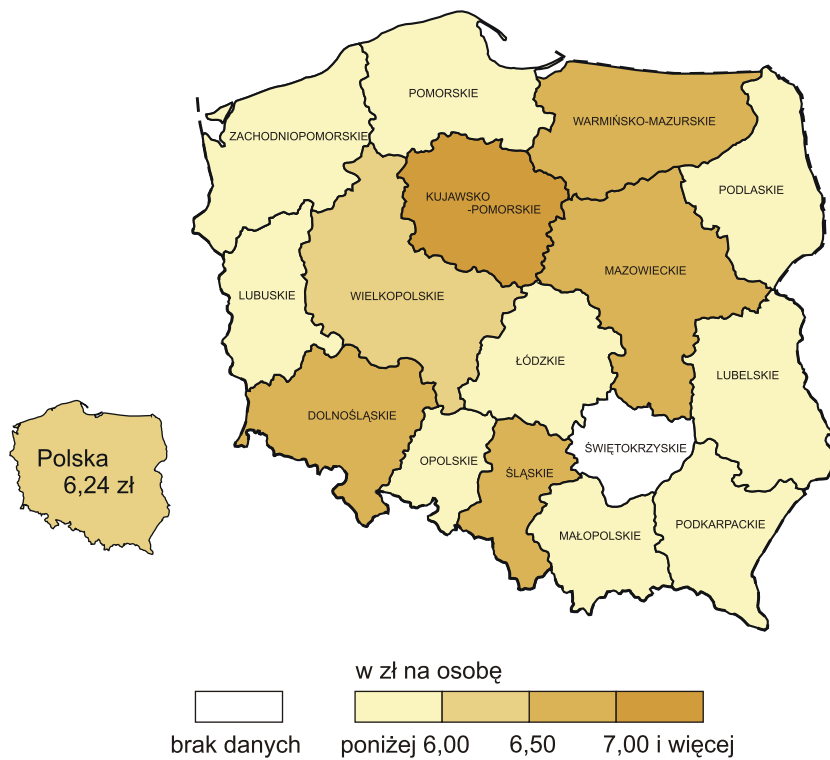 POMORSKIE
WARMIŃSKO-MAZURSKIE
ZACHODNIOPOMORSKIE
PODLASKIE
KUJAWSKO
-POMORSKIE
MAZOWIECKIE
LUBUSKIE
WIELKOPOLSKIE
ŁÓDZKIE
LUBELSKIE
DOLNOŚLĄSKIE
ŚWIĘTOKRZYSKIE
OPOLSKIE
ŚLĄSKIE
PODKARPACKIE
MAŁOPOLSKIE
Polska
6,24 zł
w zł na osobę
brak danych
poniżej 6,00
6,50
7,00 i więcej